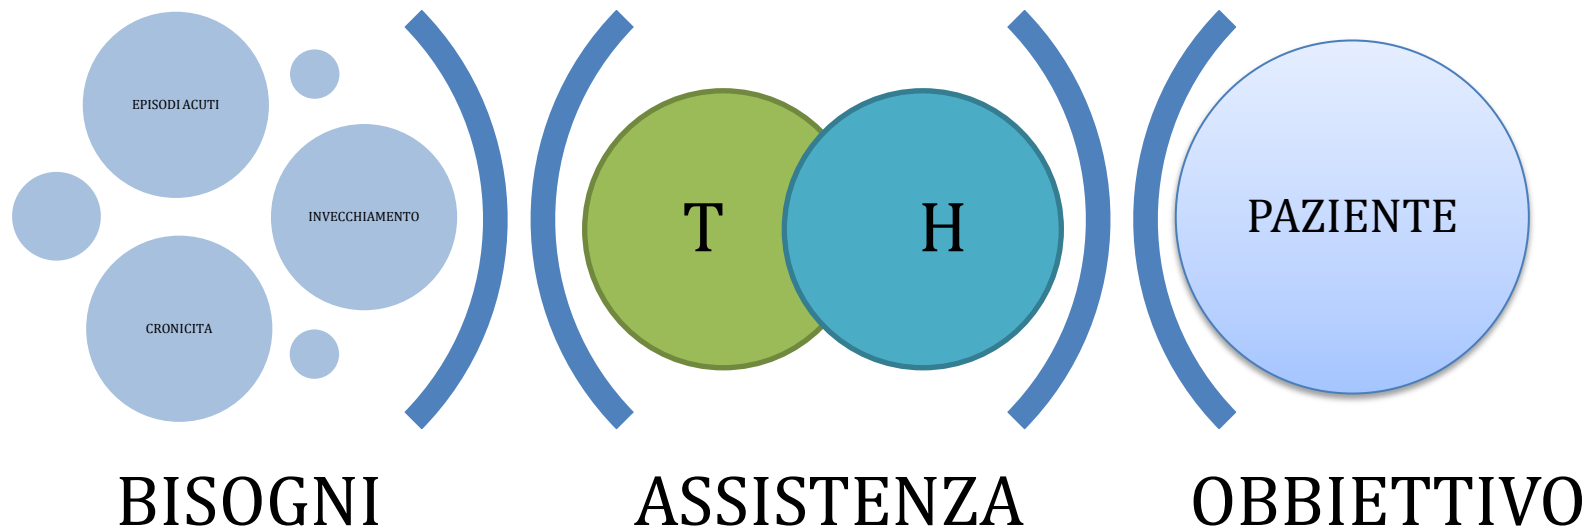 EPISODI ACUTI
INVECCHIAMENTO
CRONICITA
T
H
PAZIENTE
BISOGNI
ASSISTENZA
OBBIETTIVO